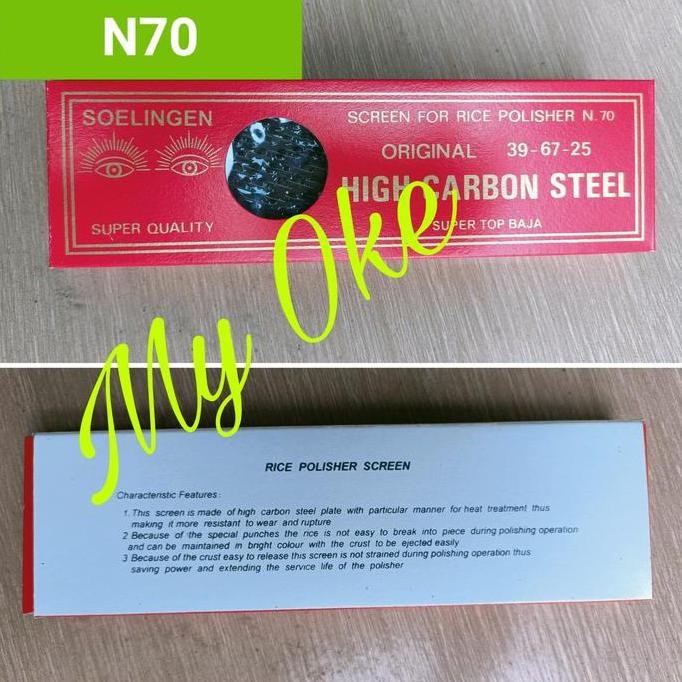 N70
SOELINGEN
SUPER QUALITY
SCREEN FOR RICE POLISHER N.70
ORIGINAL 39-67-25
HIGH CARBON STEEL
SUPER TOP BAJA
My Oke
RICE POLISHER SCREEN
Characteristic Features :
1. This screen is made of high carbon steel plate with particular manner for heat treatment thus
making it more resistant to wear and rupture
2 Because of the special punches the rice is not easy to break into piece during polishing operation
and can be maintained in bright colour with the crust to be ejected easily
3 Because of the crust easy to release this screen is not strained during polishing operation thus
saving power and extending the service life of the polisher